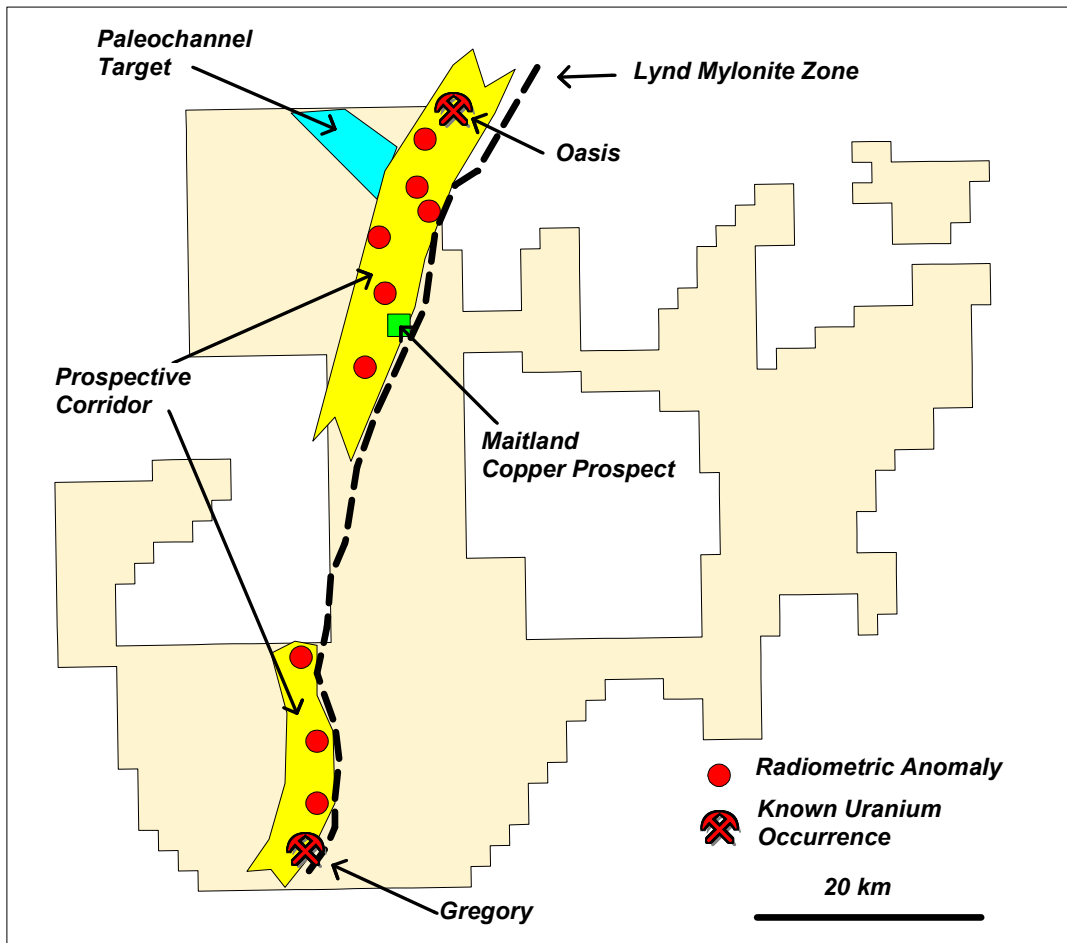 Paleochannel
Target
Lynd Mylonite Zone
Oasis
Prospective
Corridor
Maitland
Copper Prospect
Radiometric Anomaly
Known Uranium
Occurrence
Gregory
20 km